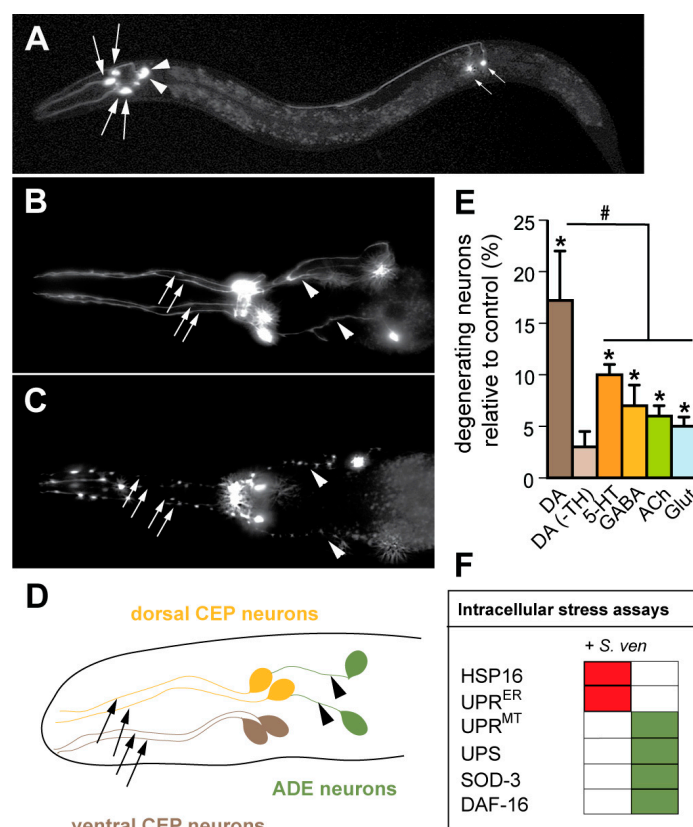 A
B
C
D
dorsal CEP neurons
ADE neurons
ventral CEP neurons
E
degenerating neurons
relative to control (%)
25
20
15
10
5
0
#
*
*
*
*
*
DA
DA (-TH)
5-HT
GABA
ACh
Glut
F
Intracellular stress assays
+ S. ven
HSP16
UPR^ER
UPR^MT
UPS
SOD-3
DAF-16